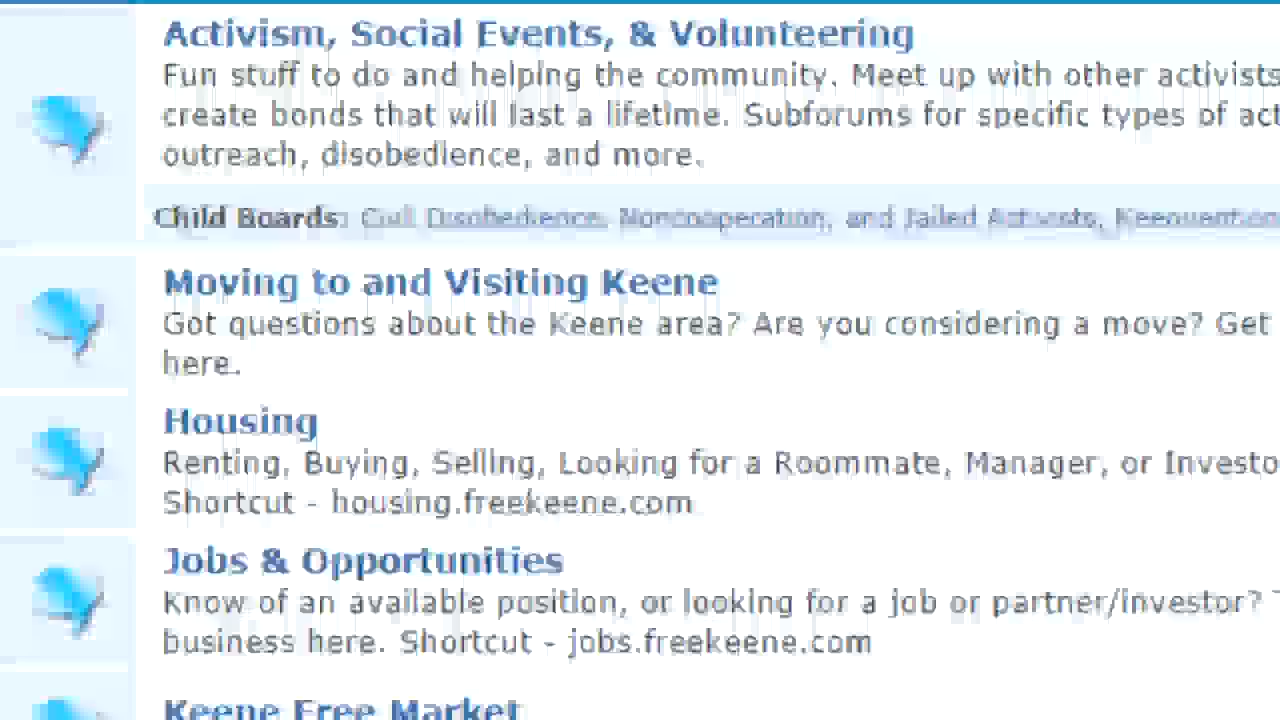 Activism, Social Events, & Volunteering
Fun stuff to do and helping the community. Meet up with other activists
create bonds that will last a lifetime. Subforums for specific types of act
outreach, disobedience, and more.
Child Boards: Civil Disobedience, Noncooperation, and Jailed Activists, Keenvention
Moving to and Visiting Keene
Got questions about the Keene area? Are you considering a move? Get
here.
Housing
Renting, Buying, Selling, Looking for a Roommate, Manager, or Investo
Shortcut - housing.freekeene.com
Jobs & Opportunities
Know of an available position, or looking for a job or partner/investor?
business here. Shortcut - jobs.freekeene.com
Keene Free Market